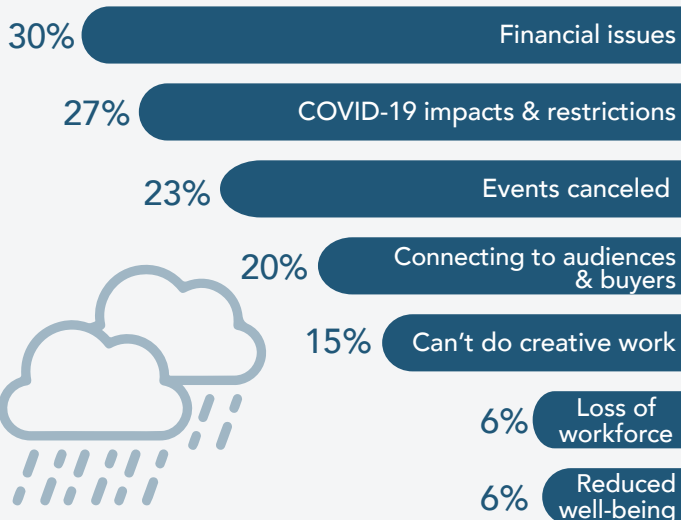 30% Financial issues
27% COVID-19 impacts & restrictions
23% Events canceled
20% Connecting to audiences
& buyers
15% Can't do creative work
6% Loss of
workforce
6% Reduced
well-being